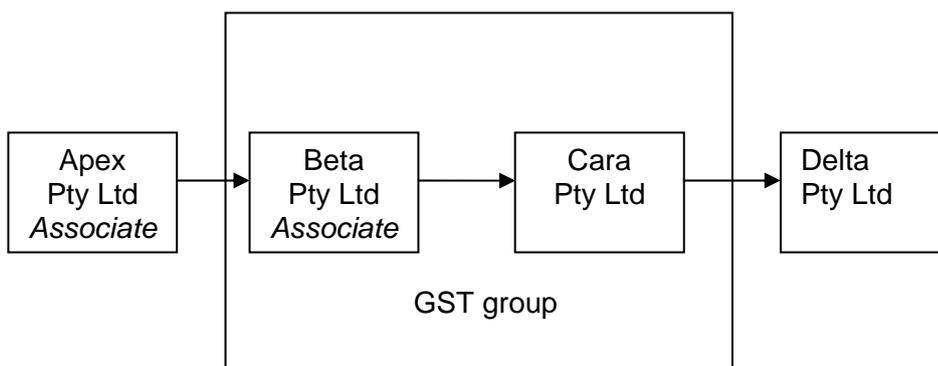 Apex
Pty Ltd
Associate
Beta
Pty Ltd
Associate
Cara
Pty Ltd
Delta
Pty Ltd
GST group